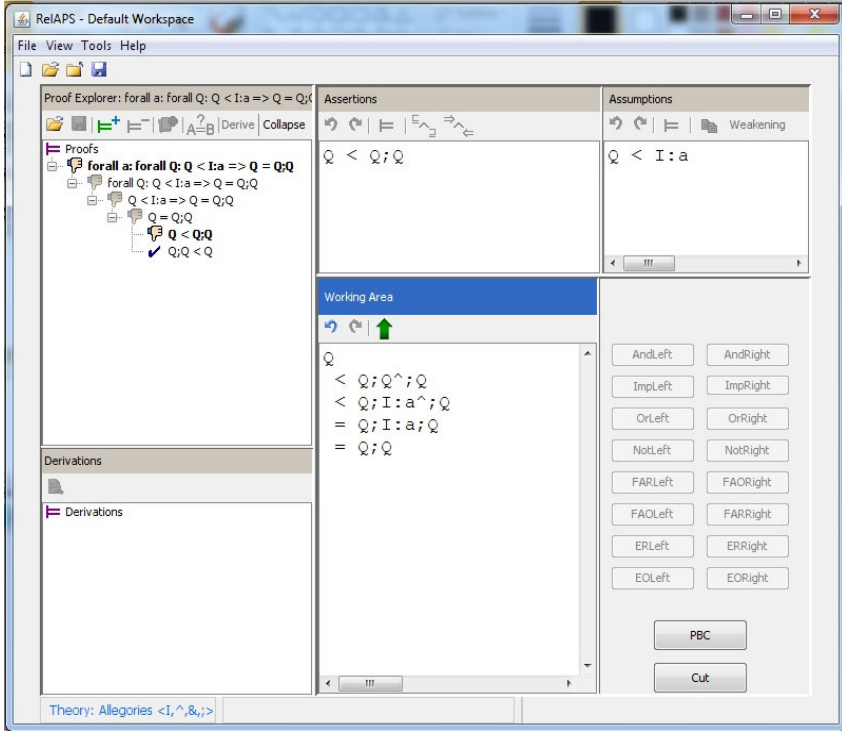 RelAPS - Default Workspace
File View Tools Help
Proof Explorer: forall a: forall Q: Q < I:a => Q = Q;(
A=B Derive Collapse
Proofs
forall a: forall Q: Q < I:a => Q = Q;Q
forall Q: Q < I:a => Q = Q;Q
Q < I:a => Q = Q;Q
Q = Q;Q
Q < Q;Q
Q;Q < Q
Derivations
Derivations
Assertions
Q < Q;Q
Assumptions
Weakening
Q < I:a
Working Area
Q
< Q;Q^;Q
< Q;I:a^;Q
= Q;I:a;Q
= Q;Q
AndLeft AndRight
ImpLeft ImpRight
OrLeft OrRight
NotLeft NotRight
FARLeft FAORight
FAOLeft FARRight
ERLeft ERRight
EOLeft EORight
PBC
Cut
Theory: Allegories <I,^,&,;>